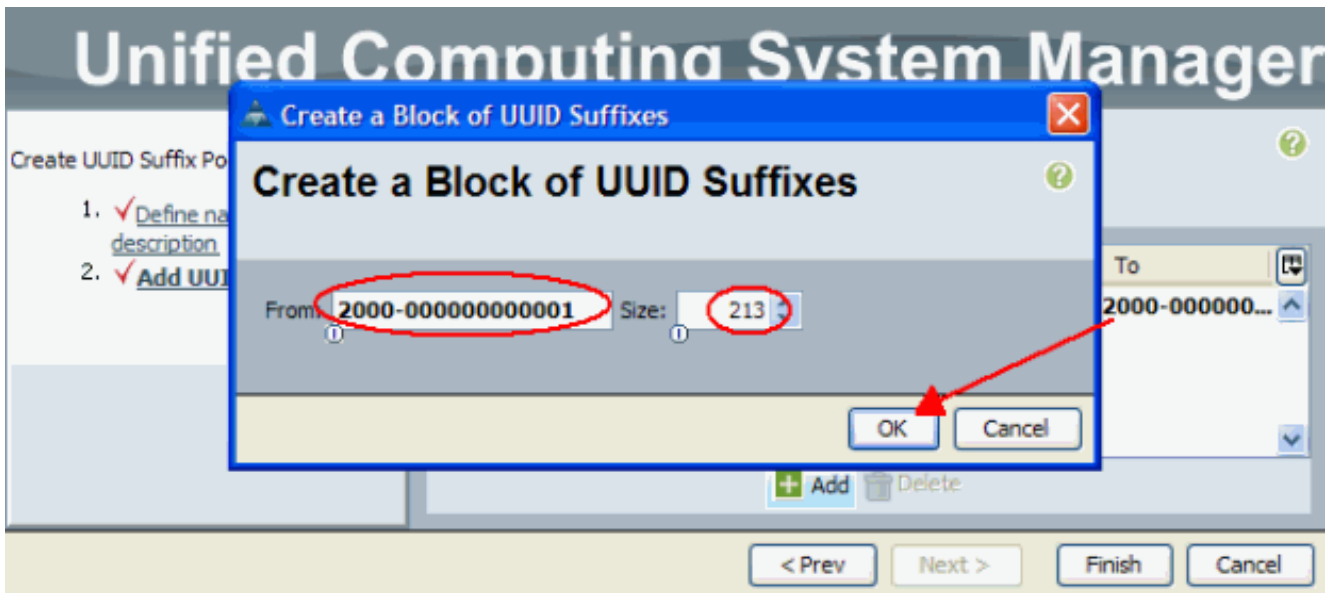 Unified Computing System Manager
Create a Block of UUID Suffixes
Create UUID Suffix Po
1. Define na
description
2. Add UUI
Create a Block of UUID Suffixes
From: 2000-000000000001 Size: 213
To
2000-000000...
OK Cancel
Add Delete
< Prev Next > Finish Cancel